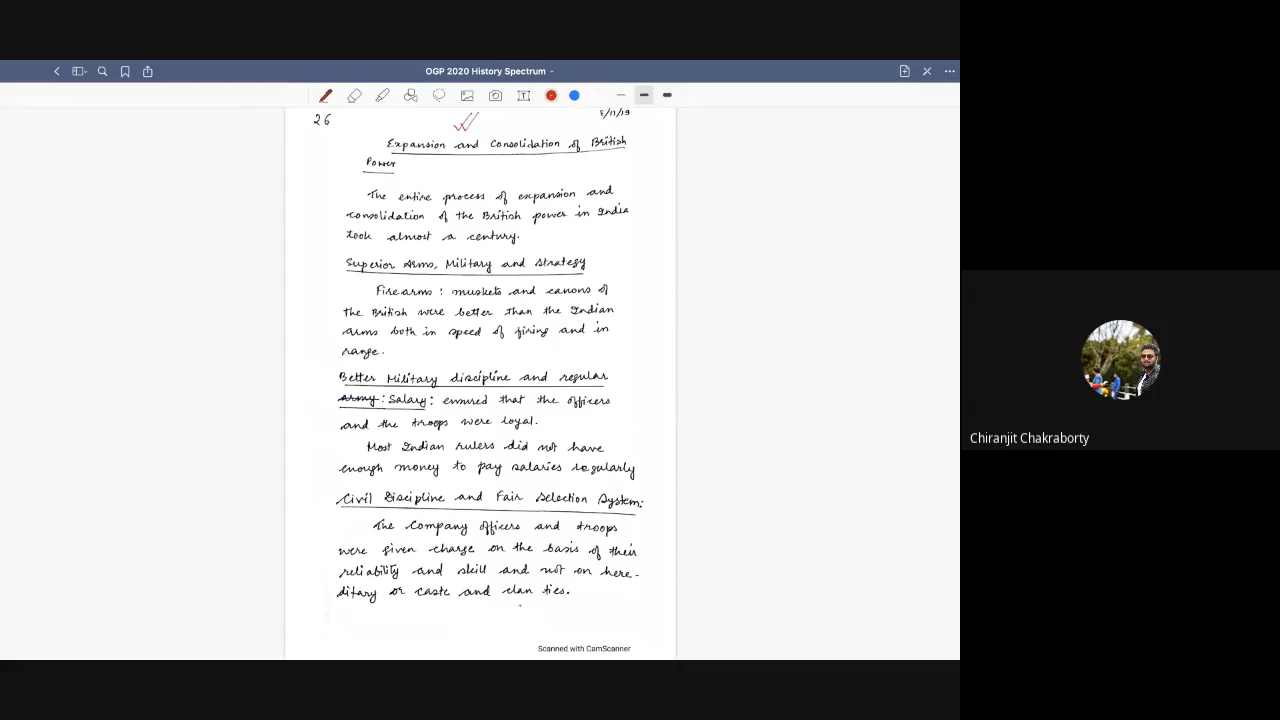 OGP 2020 History Spectrum
26
5/11/19
Expansion and Consolidation of British
Power
The entire process of expansion and
consolidation of the British power in India
took almost a century.
Superior Arms, Military and Strategy
Firearms: muskets and canons of
the British were better than the Indian
arms both in speed of firing and in
range.
Better Military discipline and regular
army: Salary: ensured that the officers
and the troops were loyal.
Most Indian rulers did not have
enough money to pay salaries regularly
Civil Discipline and Fair Selection System:
The Company officers and troops
were given charge on the basis of their
reliability and skill and not on here-
ditary or caste and clan ties.
Scanned with CamScanner
Chiranjit Chakraborty